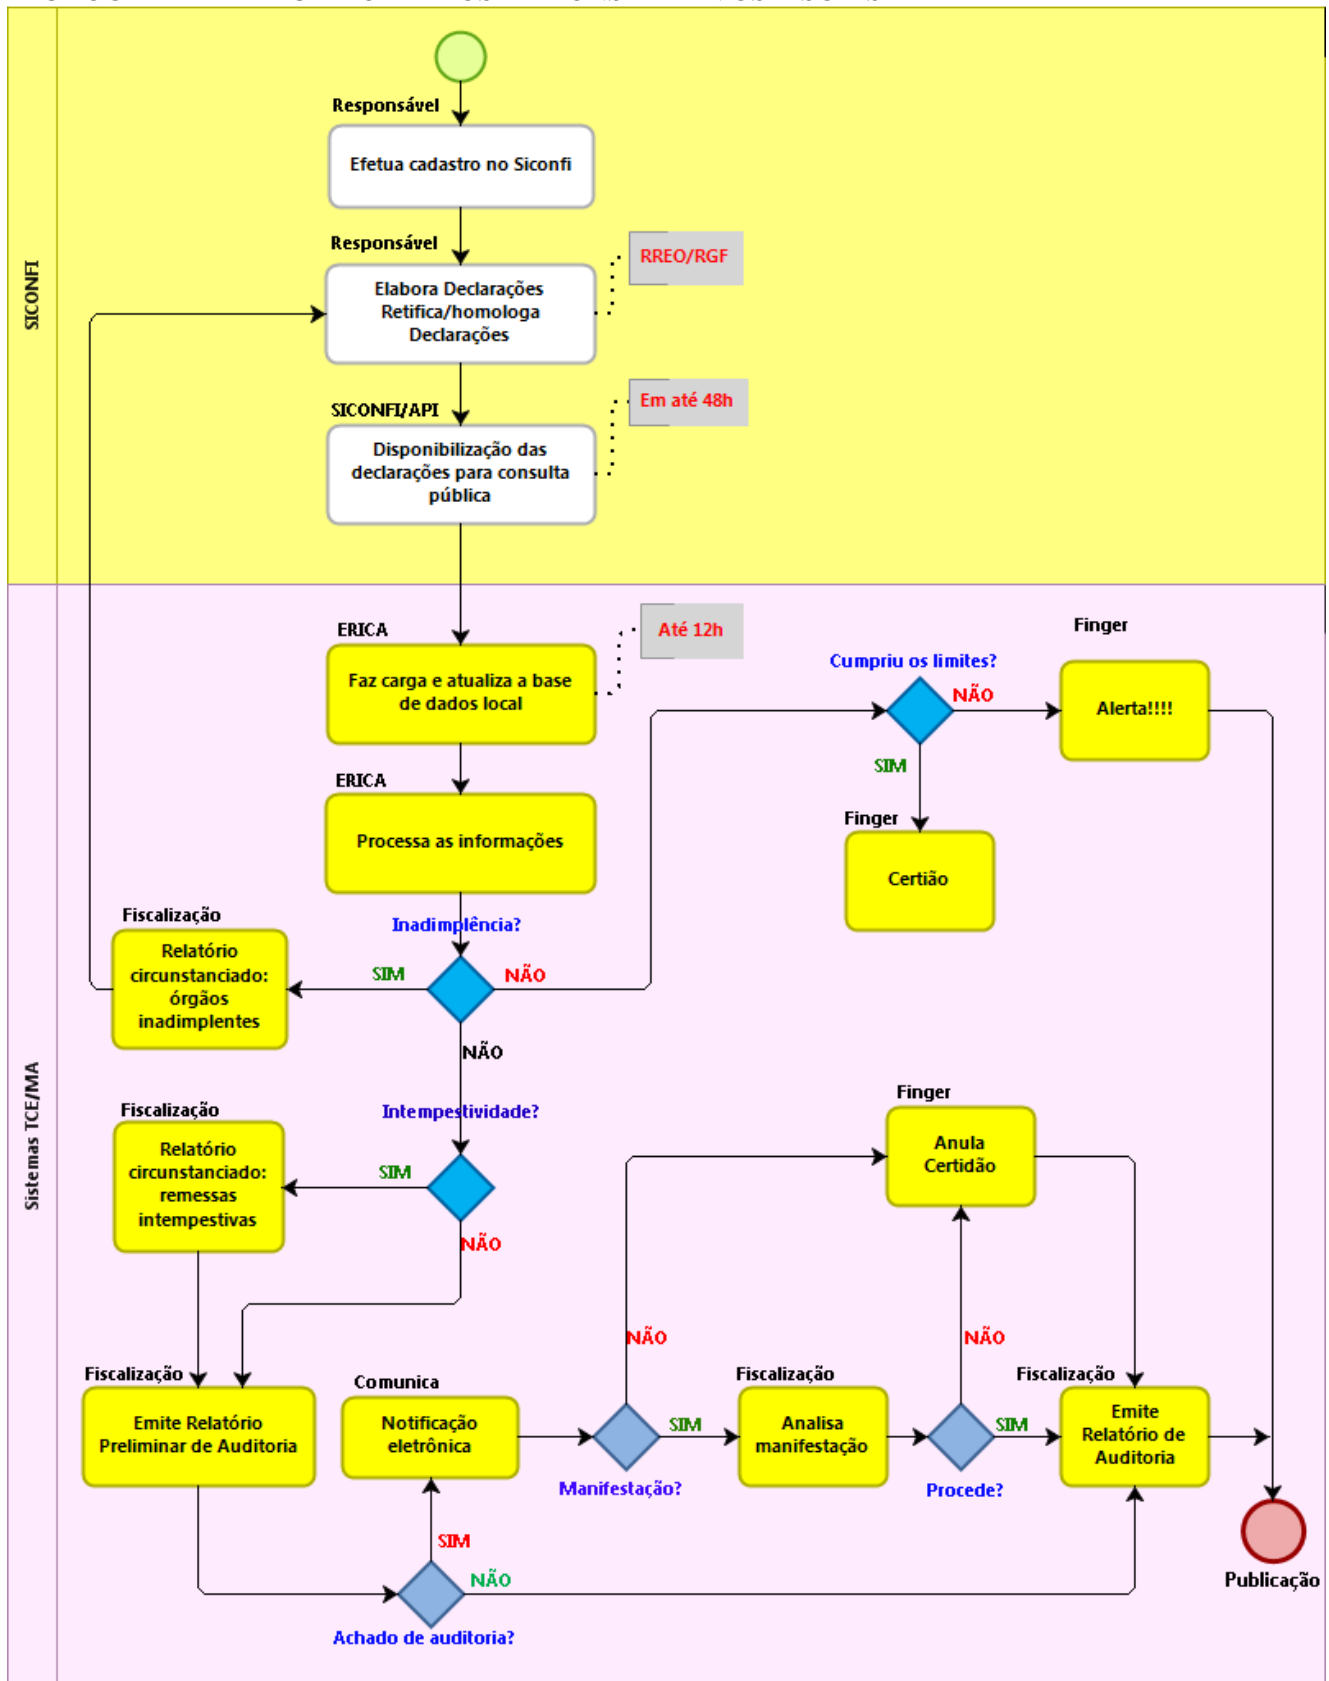 SICONFI
Responsável
Efetua cadastro no Siconfi
Responsável
RREO/RGF
Elabora Declarações
Retifica/homologa
Declarações
SICONFI/API
Em até 48h
Disponibilização das
declarações para consulta
pública
Sistemas TCE/MA
ERICA
Até 12h
Faz carga e atualiza a base
de dados local
Cumpriu os limites?
NÃO
Finger
Alerta!!!!
SIM
ERICA
Processa as informações
Finger
Certião
Inadimplência?
Fiscalização
Relatório
circunstanciado:
órgãos
inadimplentes
SIM
NÃO
NÃO
Intempestividade?
Fiscalização
Relatório
circunstanciado:
remessas
intempestivas
SIM
NÃO
Finger
Anula
Certidão
NÃO
NÃO
Fiscalização
Emite Relatório
Preliminar de Auditoria
Comunica
Notificação
eletrônica
SIM
Manifestação?
Fiscalização
Analisa
manifestação
SIM
Procede?
Fiscalização
Emite
Relatório de
Auditoria
SIM
NÃO
Achado de auditoria?
Publicação